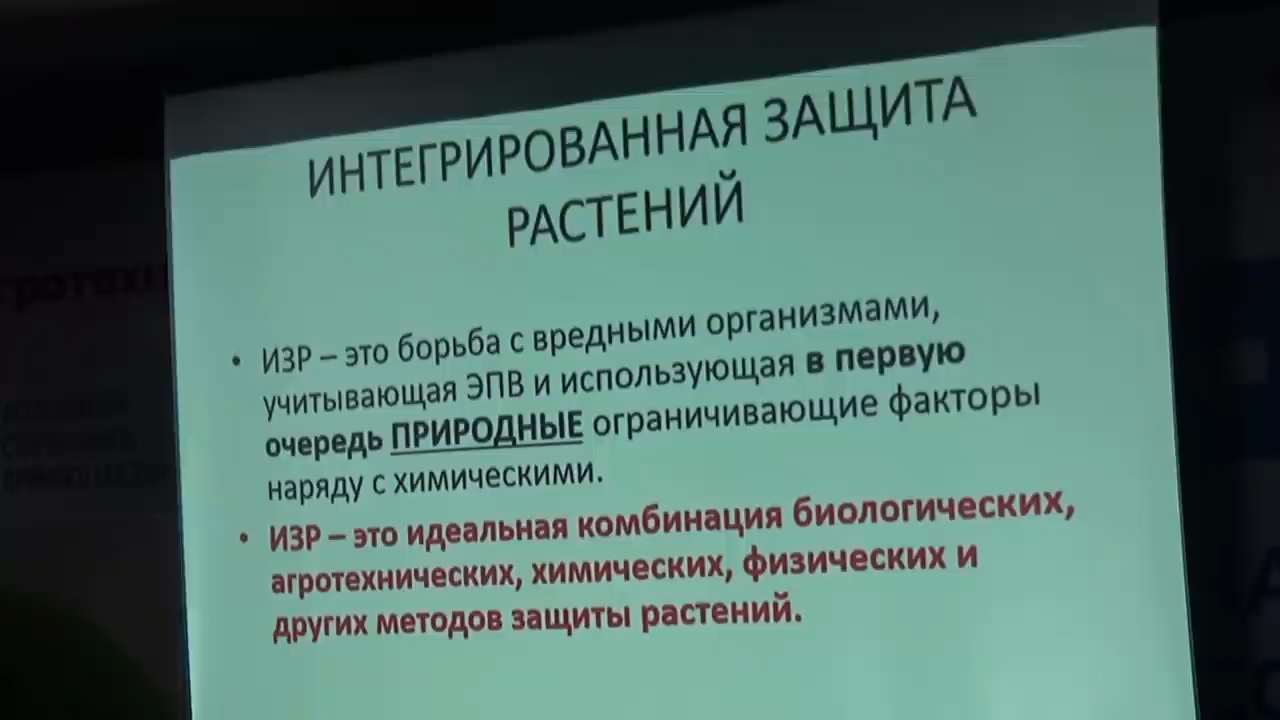 ИНТЕГРИРОВАННАЯ ЗАЩИТА
РАСТЕНИЙ
• ИЗР – это борьба с вредными организмами,
учитывающая ЭПВ и использующая в первую
очередь ПРИРОДНЫЕ ограничивающие факторы
наряду с химическими.
• ИЗР – это идеальная комбинация биологических,
агротехнических, химических, физических и
других методов защиты растений.